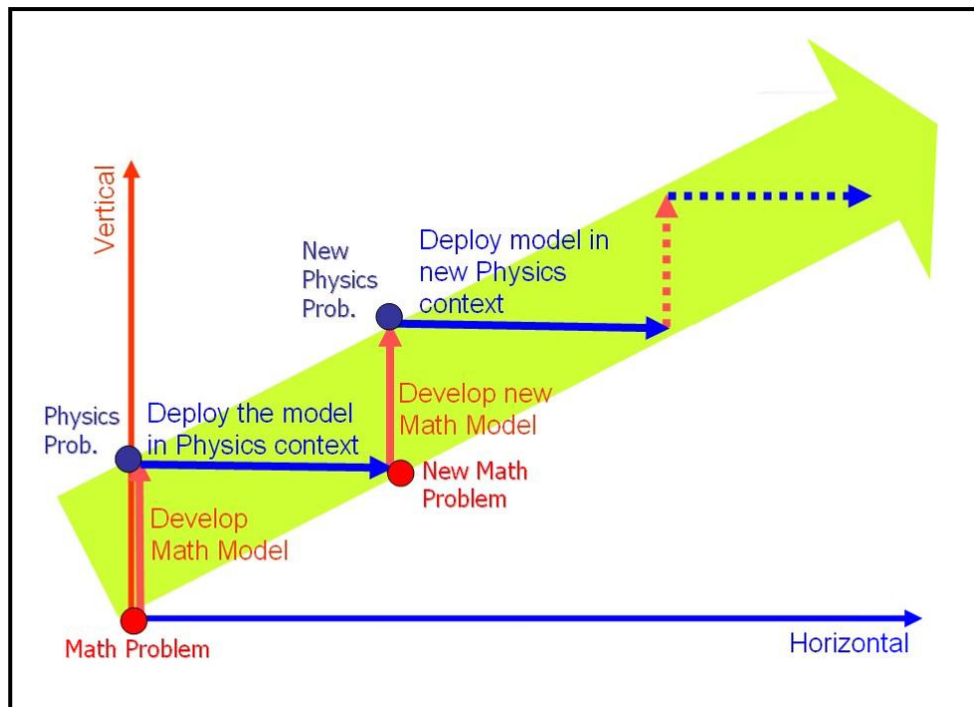 Vertical
New
Physics
Prob.
Deploy model in
new Physics
context
Physics
Prob.
Deploy the model
in Physics context
Develop new
Math Model
New Math
Problem
Develop
Math Model
Math Problem
Horizontal